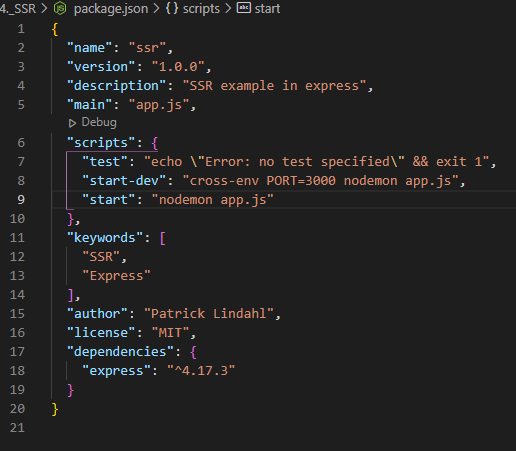 4._SSR > package.json > {} scripts > abc start
1 {
2 "name": "ssr",
3 "version": "1.0.0",
4 "description": "SSR example in express",
5 "main": "app.js",
Debug
6 "scripts": {
7 "test": "echo \"Error: no test specified\" && exit 1",
8 "start-dev": "cross-env PORT=3000 nodemon app.js",
9 "start": "nodemon app.js"
10 },
11 "keywords": [
12 "SSR",
13 "Express"
14 ],
15 "author": "Patrick Lindahl",
16 "license": "MIT",
17 "dependencies": {
18 "express": "^4.17.3"
19 }
20 }
21